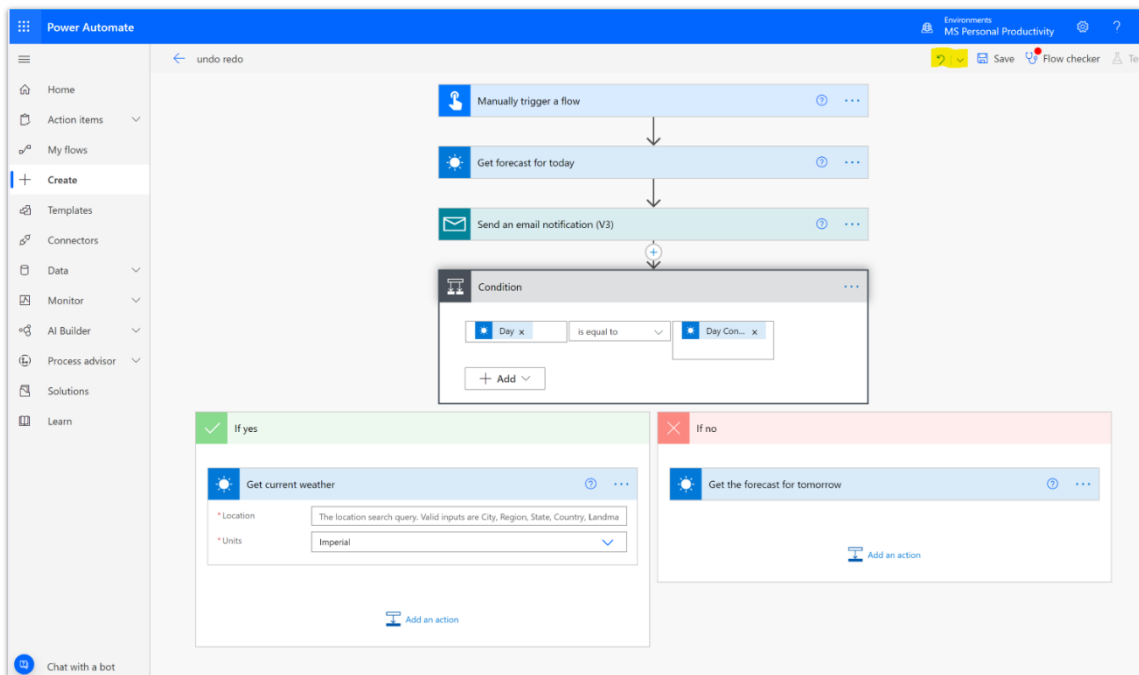 Power Automate
Environments
MS Personal Productivity
?
undo redo
Save
Flow checker
Te
Home
Action items
My flows
Create
Templates
Connectors
Data
Monitor
AI Builder
Process advisor
Solutions
Learn
Chat with a bot
Manually trigger a flow
Get forecast for today
Send an email notification (V3)
Condition
Day x
is equal to
Day Con... x
+ Add
If yes
Get current weather
*Location
The location search query. Valid inputs are City, Region, State, Country, Landma
*Units
Imperial
Add an action
If no
Get the forecast for tomorrow
Add an action